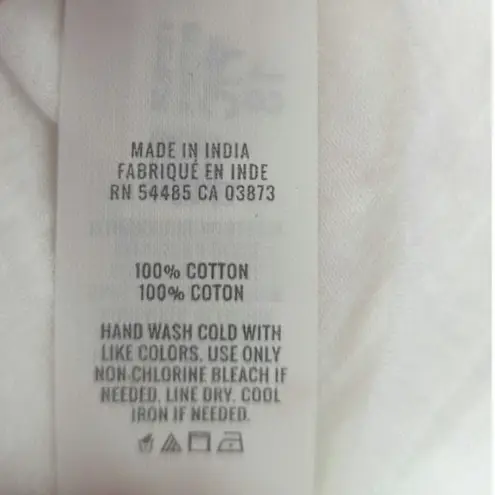 MADE IN INDIA
FABRIQUÉ EN INDE
RN 54485 CA 03873
100% COTTON
100% COTON
HAND WASH COLD WITH
LIKE COLORS. USE ONLY
NON-CHLORINE BLEACH IF
NEEDED. LINE DRY. COOL
IRON IF NEEDED.